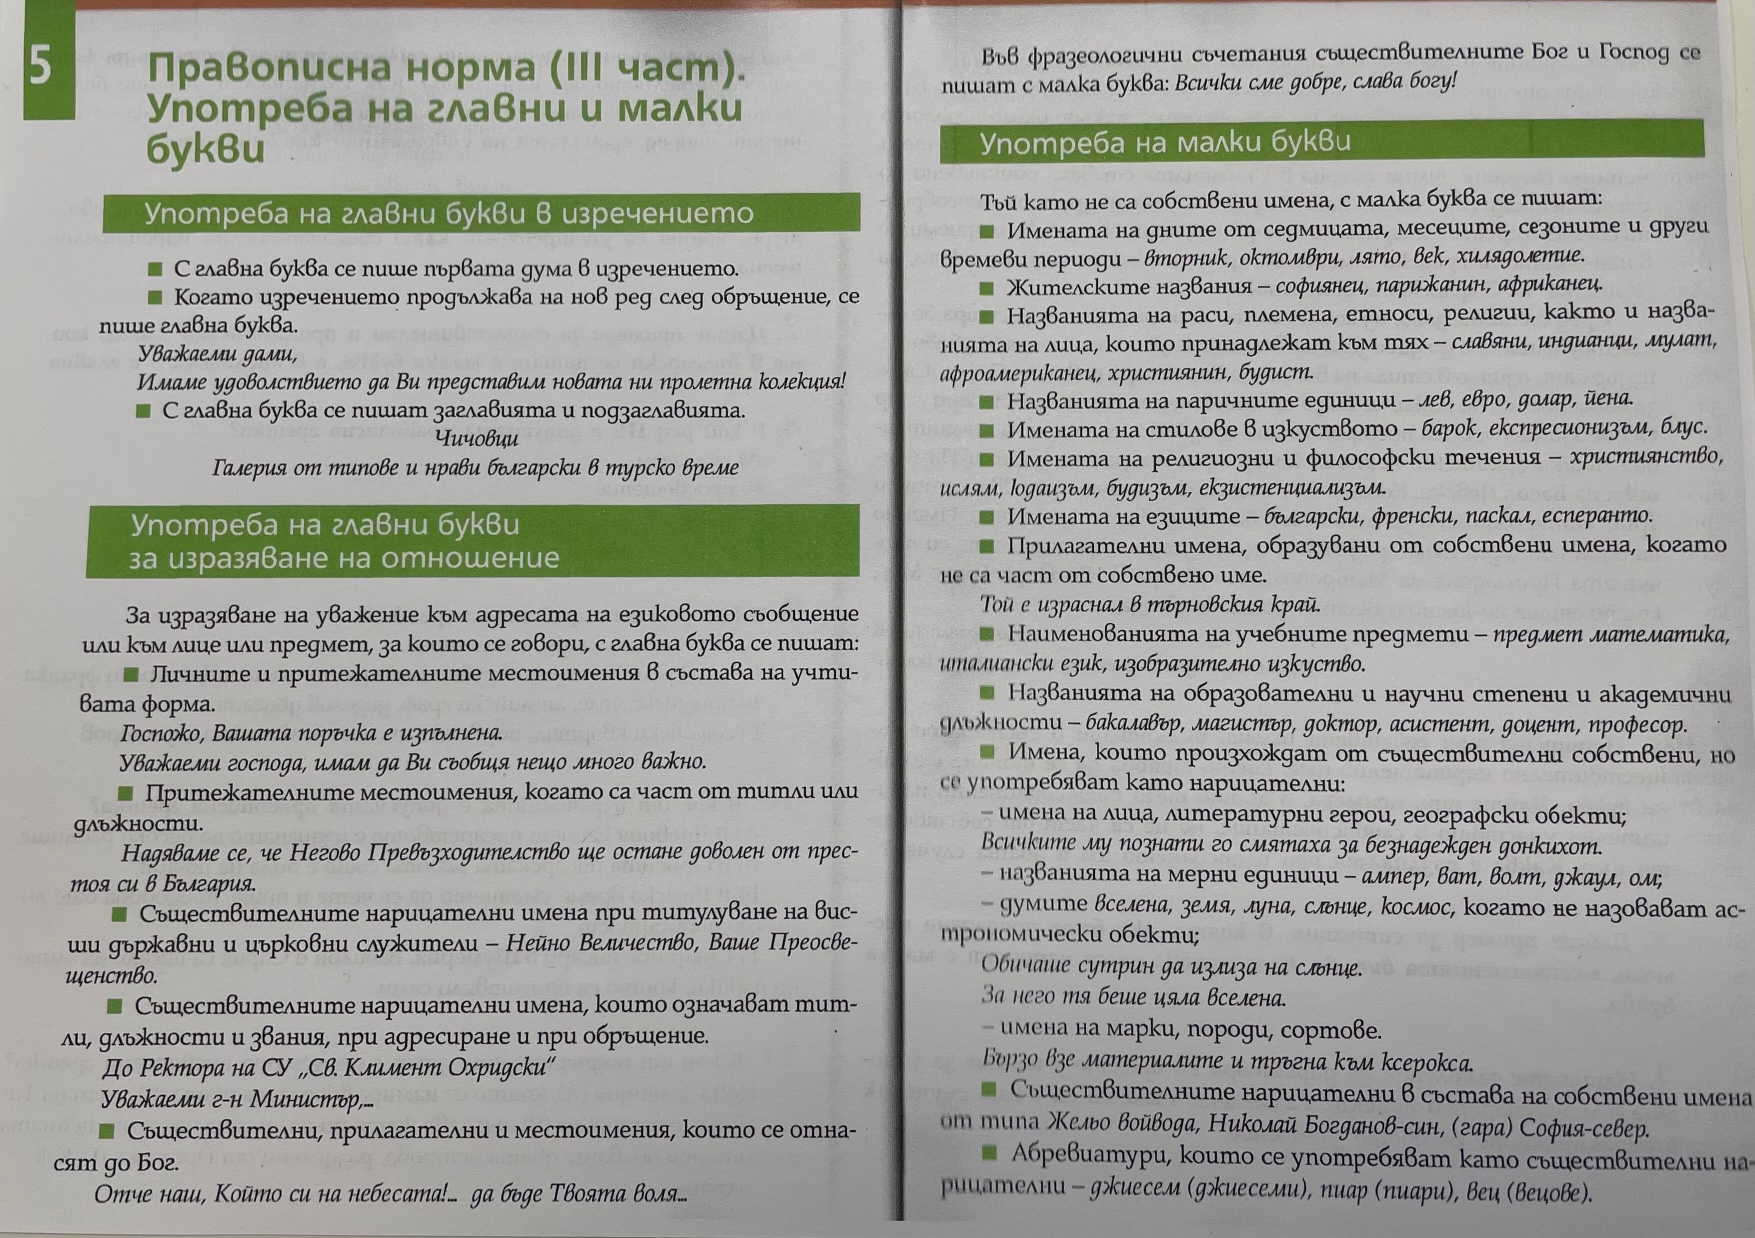 5
Правописна норма (III част).
Употреба на главни и малки
букви
Употреба на главни букви в изречението
■ С главна буква се пише първата дума в изречението.
■ Когато изречението продължава на нов ред след обръщение, се
пише главна буква.
Уважаеми дами,
Имаме удоволствието да Ви представим новата ни пролетна колекция!
■ С главна буква се пишат заглавията и подзаглавията.
Чичовци
Галерия от типове и нрави български в турско време
Употреба на главни букви
за изразяване на отношение
За изразяване на уважение към адресата на езиковото съобщение
или към лице или предмет, за които се говори, с главна буква се пишат:
■ Личните и притежателните местоимения в състава на учти-
вата форма.
Госпожо, Вашата поръчка е изпълнена.
Уважаеми господа, имам да Ви съобщя нещо много важно.
■ Притежателните местоимения, когато са част от титли или
длъжности.
Надяваме се, че Негово Превъзходителство ще остане доволен от прес-
тоя си в България.
■ Съществителните нарицателни имена при титулуване на вис-
ши държавни и църковни служители – Нейно Величество, Ваше Преосве-
щенство.
■ Съществителните нарицателни имена, които означават тит-
ли, длъжности и звания, при адресиране и при обръщение.
До Ректора на СУ „Св. Климент Охридски“
Уважаеми г-н Министър,...
■ Съществителни, прилагателни и местоимения, които се отна-
сят до Бог.
Отче наш, Който си на небесата!... да бъде Твоята воля...
Във фразеологични съчетания съществителните Бог и Господ се
пишат с малка буква: Всички сме добре, слава богу!
Употреба на малки букви
Тъй като не са собствени имена, с малка буква се пишат:
■ Имената на дните от седмицата, месеците, сезоните и други
времеви периоди – вторник, октомври, лято, век, хилядолетие.
■ Жителските названия – софиянец, парижанин, африканец.
■ Названията на раси, племена, етноси, религии, както и назва-
нията на лица, които принадлежат към тях – славяни, индианци, мулат,
афроамериканец, християнин, будист.
■ Названията на паричните единици – лев, евро, долар, йена.
■ Имената на стилове в изкуството – барок, експресионизъм, блус.
■ Имената на религиозни и философски течения – християнство,
ислям, юдаизъм, будизъм, екзистенциализъм.
■ Имената на езиците – български, френски, паскал, есперанто.
■ Прилагателни имена, образувани от собствени имена, когато
не са част от собствено име.
Той е израснал в търновския край.
■ Наименованията на учебните предмети – предмет математика,
италиански език, изобразително изкуство.
■ Названията на образователни и научни степени и академични
длъжности – бакалавър, магистър, доктор, асистент, доцент, професор.
■ Имена, които произхождат от съществителни собствени, но
се употребяват като нарицателни:
– имена на лица, литературни герои, географски обекти;
Всичките му познати го смятаха за безнадежден донкихот.
– названията на мерни единици – ампер, ват, волт, джаул, ом;
– думите вселена, земя, луна, слънце, космос, когато не назовават ас-
трономически обекти;
Обичаше сутрин да излиза на слънце.
За него тя беше цяла вселена.
– имена на марки, породи, сортове.
Бързо взе материалите и тръгна към ксерокса.
■ Съществителните нарицателни в състава на собствени имена
от типа Жельо войвода, Николай Богданов-син, (гара) София-север.
■ Абревиатури, които се употребяват като съществителни на-
рицателни – джиесем (джиесеми), пиар (пиари), вец (вецове).